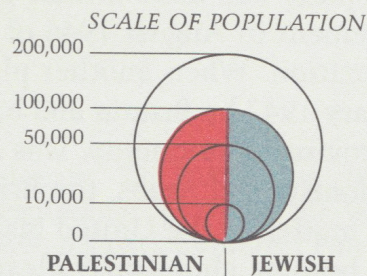 SCALE OF POPULATION
200,000
100,000
50,000
10,000
0
PALESTINIAN | JEWISH